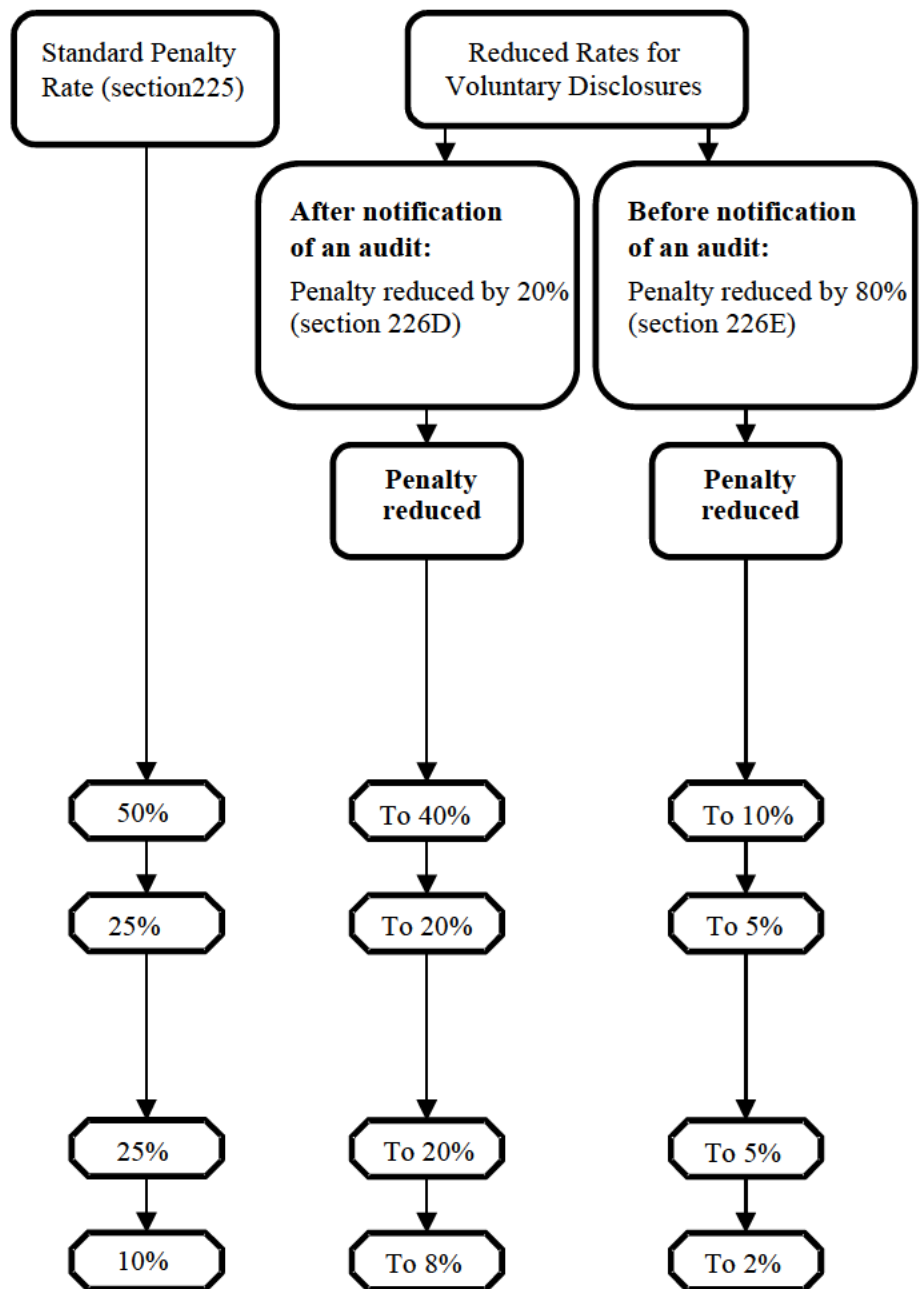 Standard Penalty
Rate (section225)
Reduced Rates for
Voluntary Disclosures
After notification
of an audit:
Penalty reduced by 20%
(section 226D)
Before notification
of an audit:
Penalty reduced by 80%
(section 226E)
Penalty
reduced
Penalty
reduced
50%
To 40%
To 10%
25%
To 20%
To 5%
25%
To 20%
To 5%
10%
To 8%
To 2%